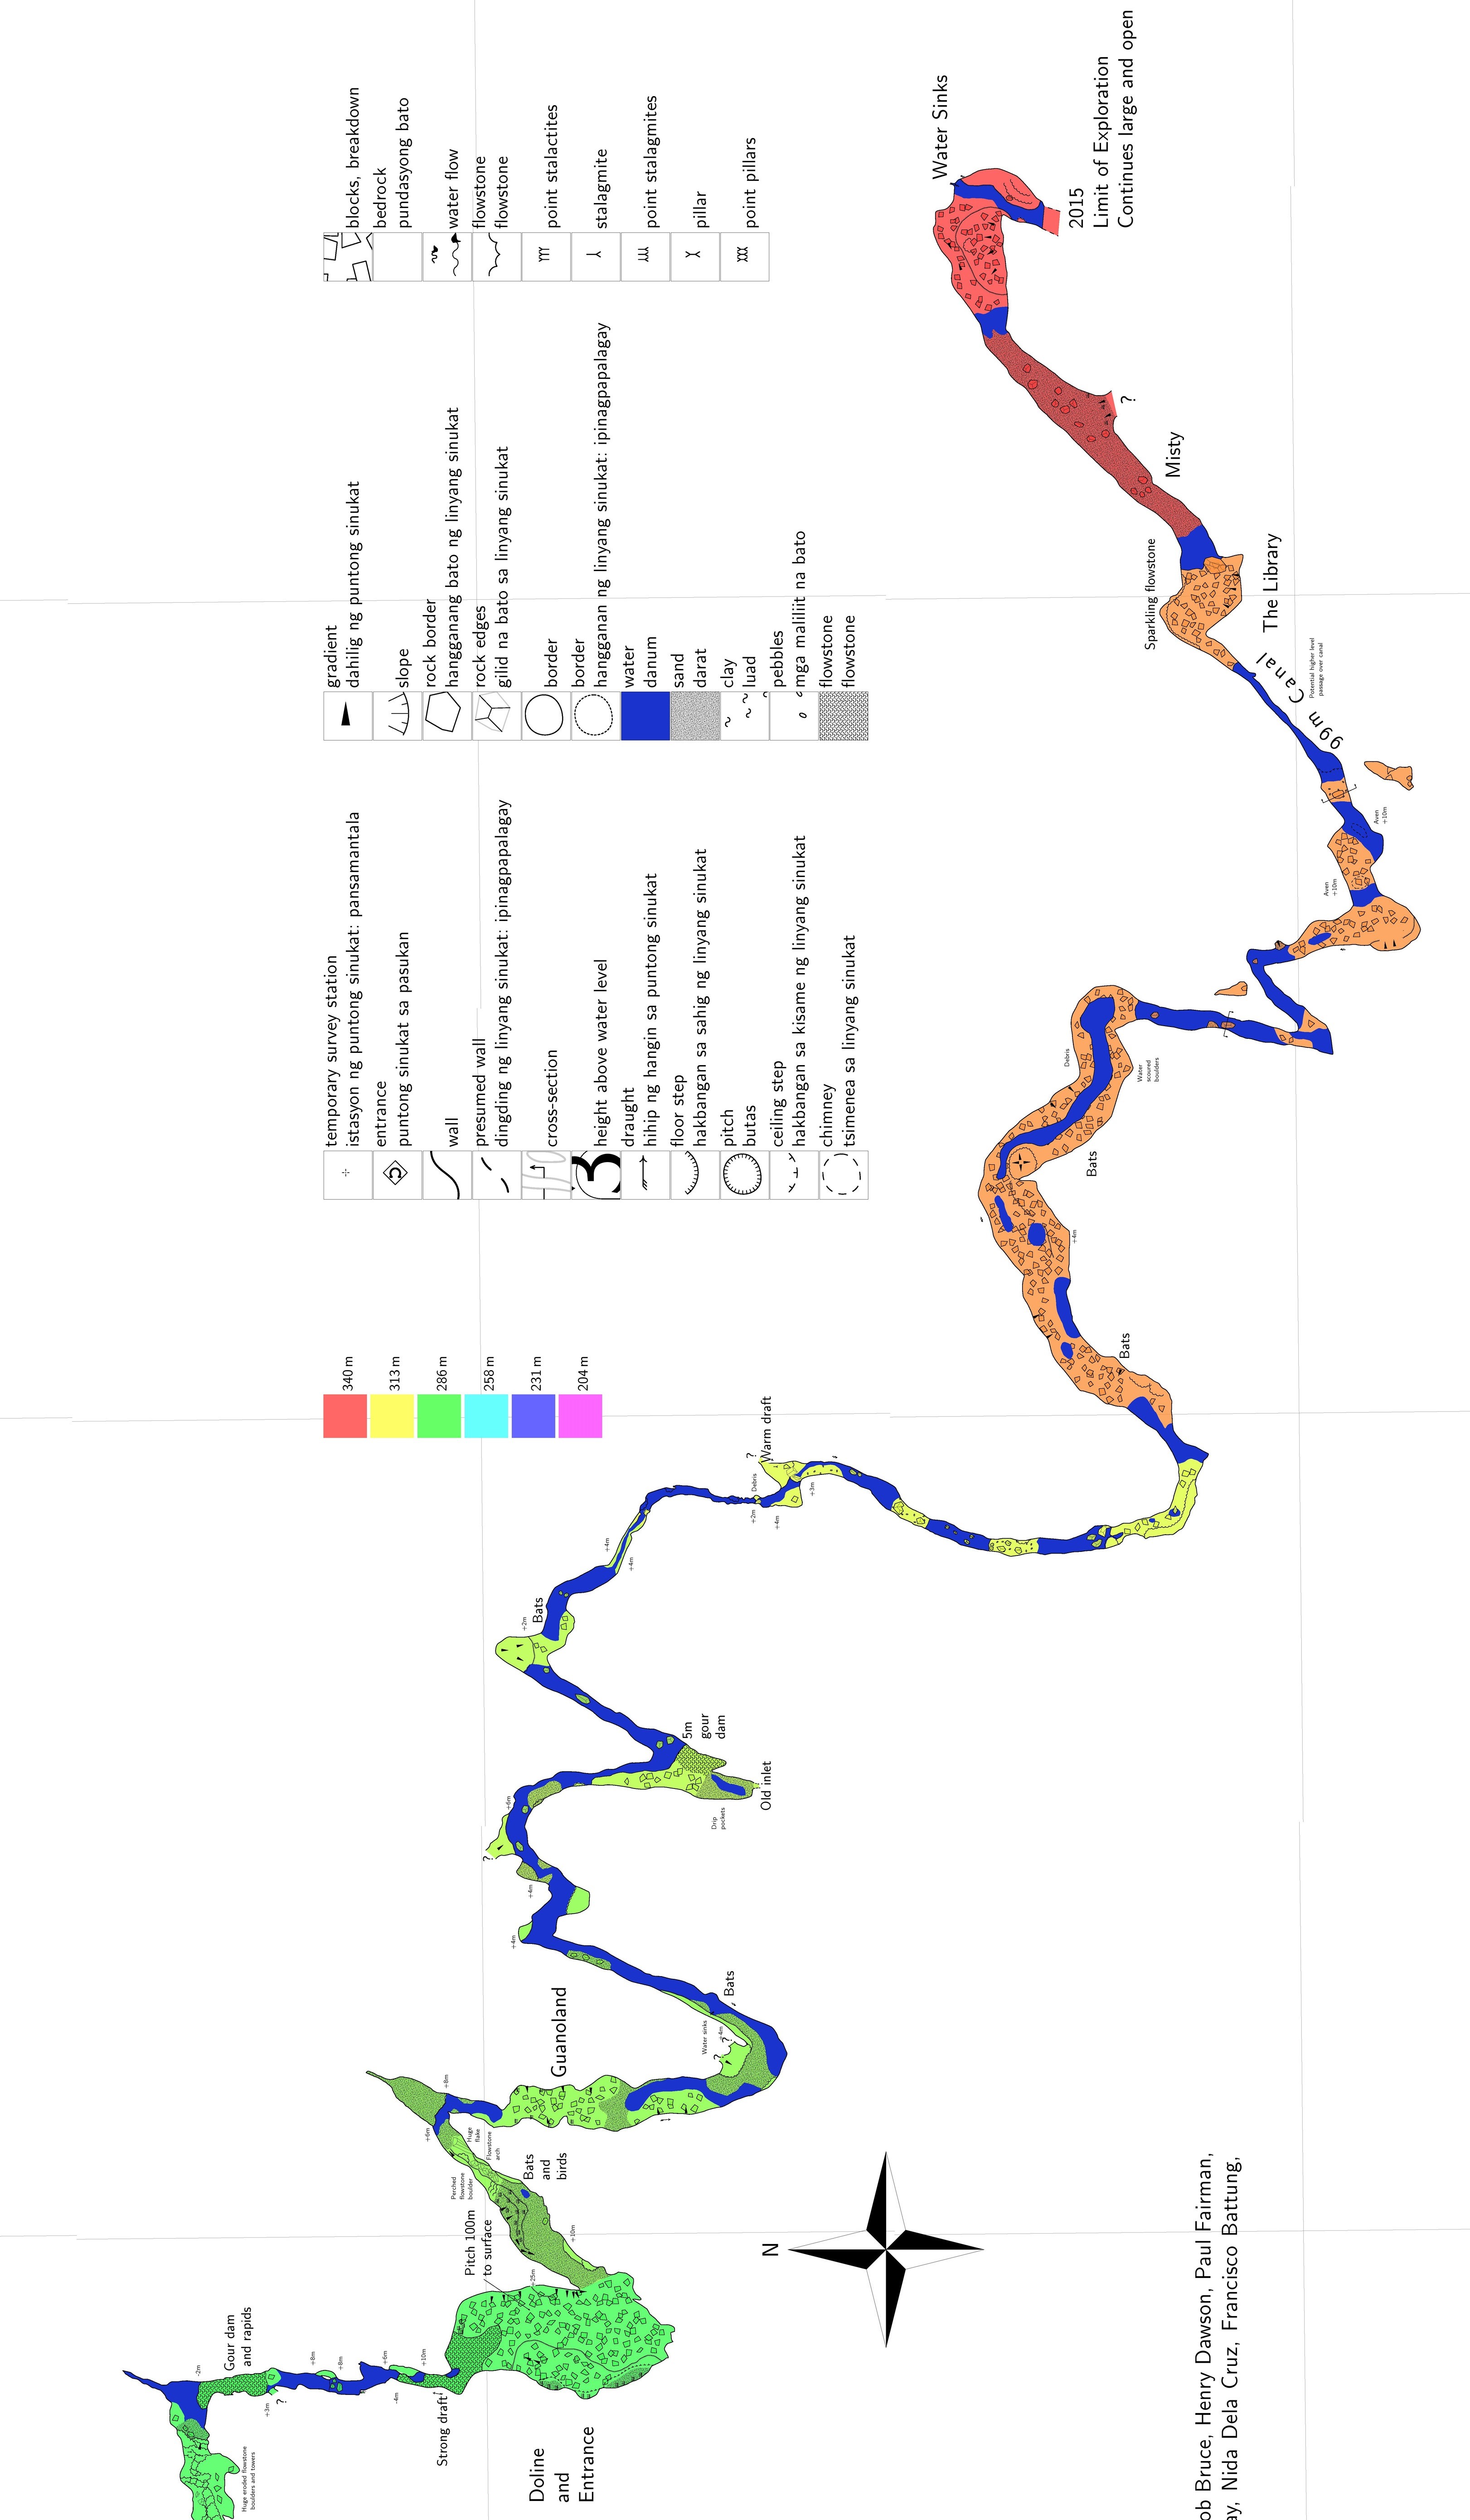 temporary survey station
istasyon ng puntong sinukat: pansamantala
entrance
puntong sinukat sa pasukan
wall
presumed wall
dingding ng linyang sinukat: ipinagpapalagay
cross-section
3
height above water level
draught
hihip ng hangin sa puntong sinukat
floor step
hakbangan sa sahig ng linyang sinukat
pitch
butas
ceiling step
hakbangan sa kisame ng linyang sinukat
chimney
tsimenea sa linyang sinukat
gradient
dahilig ng puntong sinukat
slope
rock border
hangganang bato ng linyang sinukat
rock edges
gilid na bato sa linyang sinukat
border
border
hangganan ng linyang sinukat: ipinagpapalagay
water
danum
sand
darat
clay
luad
pebbles
mga maliliit na bato
flowstone
flowstone
blocks, breakdown
bedrock
pundasyong bato
water flow
flowstone
flowstone
point stalactites
stalagmite
point stalagmites
pillar
point pillars
340 m
313 m
286 m
258 m
231 m
204 m
Huge eroded flowstone
boulders and towers
-2m
Gour dam
and rapids
+3m
?
+8m
+8m
+6m
-4m
+10m
Strong draft
Doline
and
Entrance
Pitch 100m
to surface
-25m
+10m
Bats
and
birds
Perched
flowstone
boulder
Huge
flake
Flowstone
arch
+6m
+8m
Guanoland
Water sinks
+4m
?
?
Bats
+4m
+4m
?
+6m
Drip
pockets
Old inlet
5m
gour
dam
+2m
Bats
+4m
+4m
+2m
Debris
+4m
?
Warm draft
+3m
Bats
+4m
Bats
Debris
Water
scoured
boulders
Aven
+10m
Aven
+10m
99m Canal
Potential higher level
passage over canal
The Library
Sparkling flowstone
Misty
?
Water Sinks
2015
Limit of Exploration
Continues large and open
N
ob Bruce, Henry Dawson, Paul Fairman,
ay, Nida Dela Cruz, Francisco Battung,